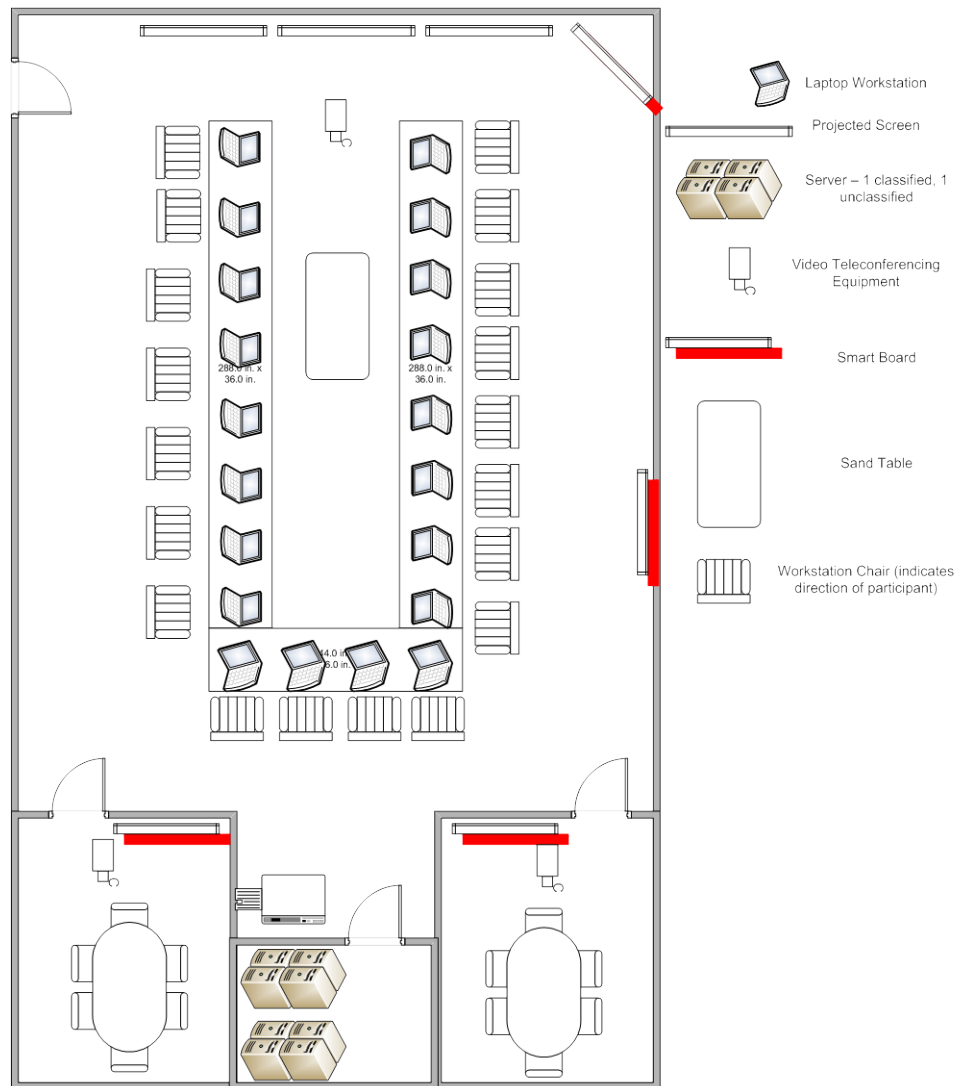 Laptop Workstation
Projected Screen
Server – 1 classified, 1
unclassified
Video Teleconferencing
Equipment
Smart Board
Sand Table
Workstation Chair (indicates
direction of participant)
288.0 in. x
36.0 in.
288.0 in. x
36.0 in.